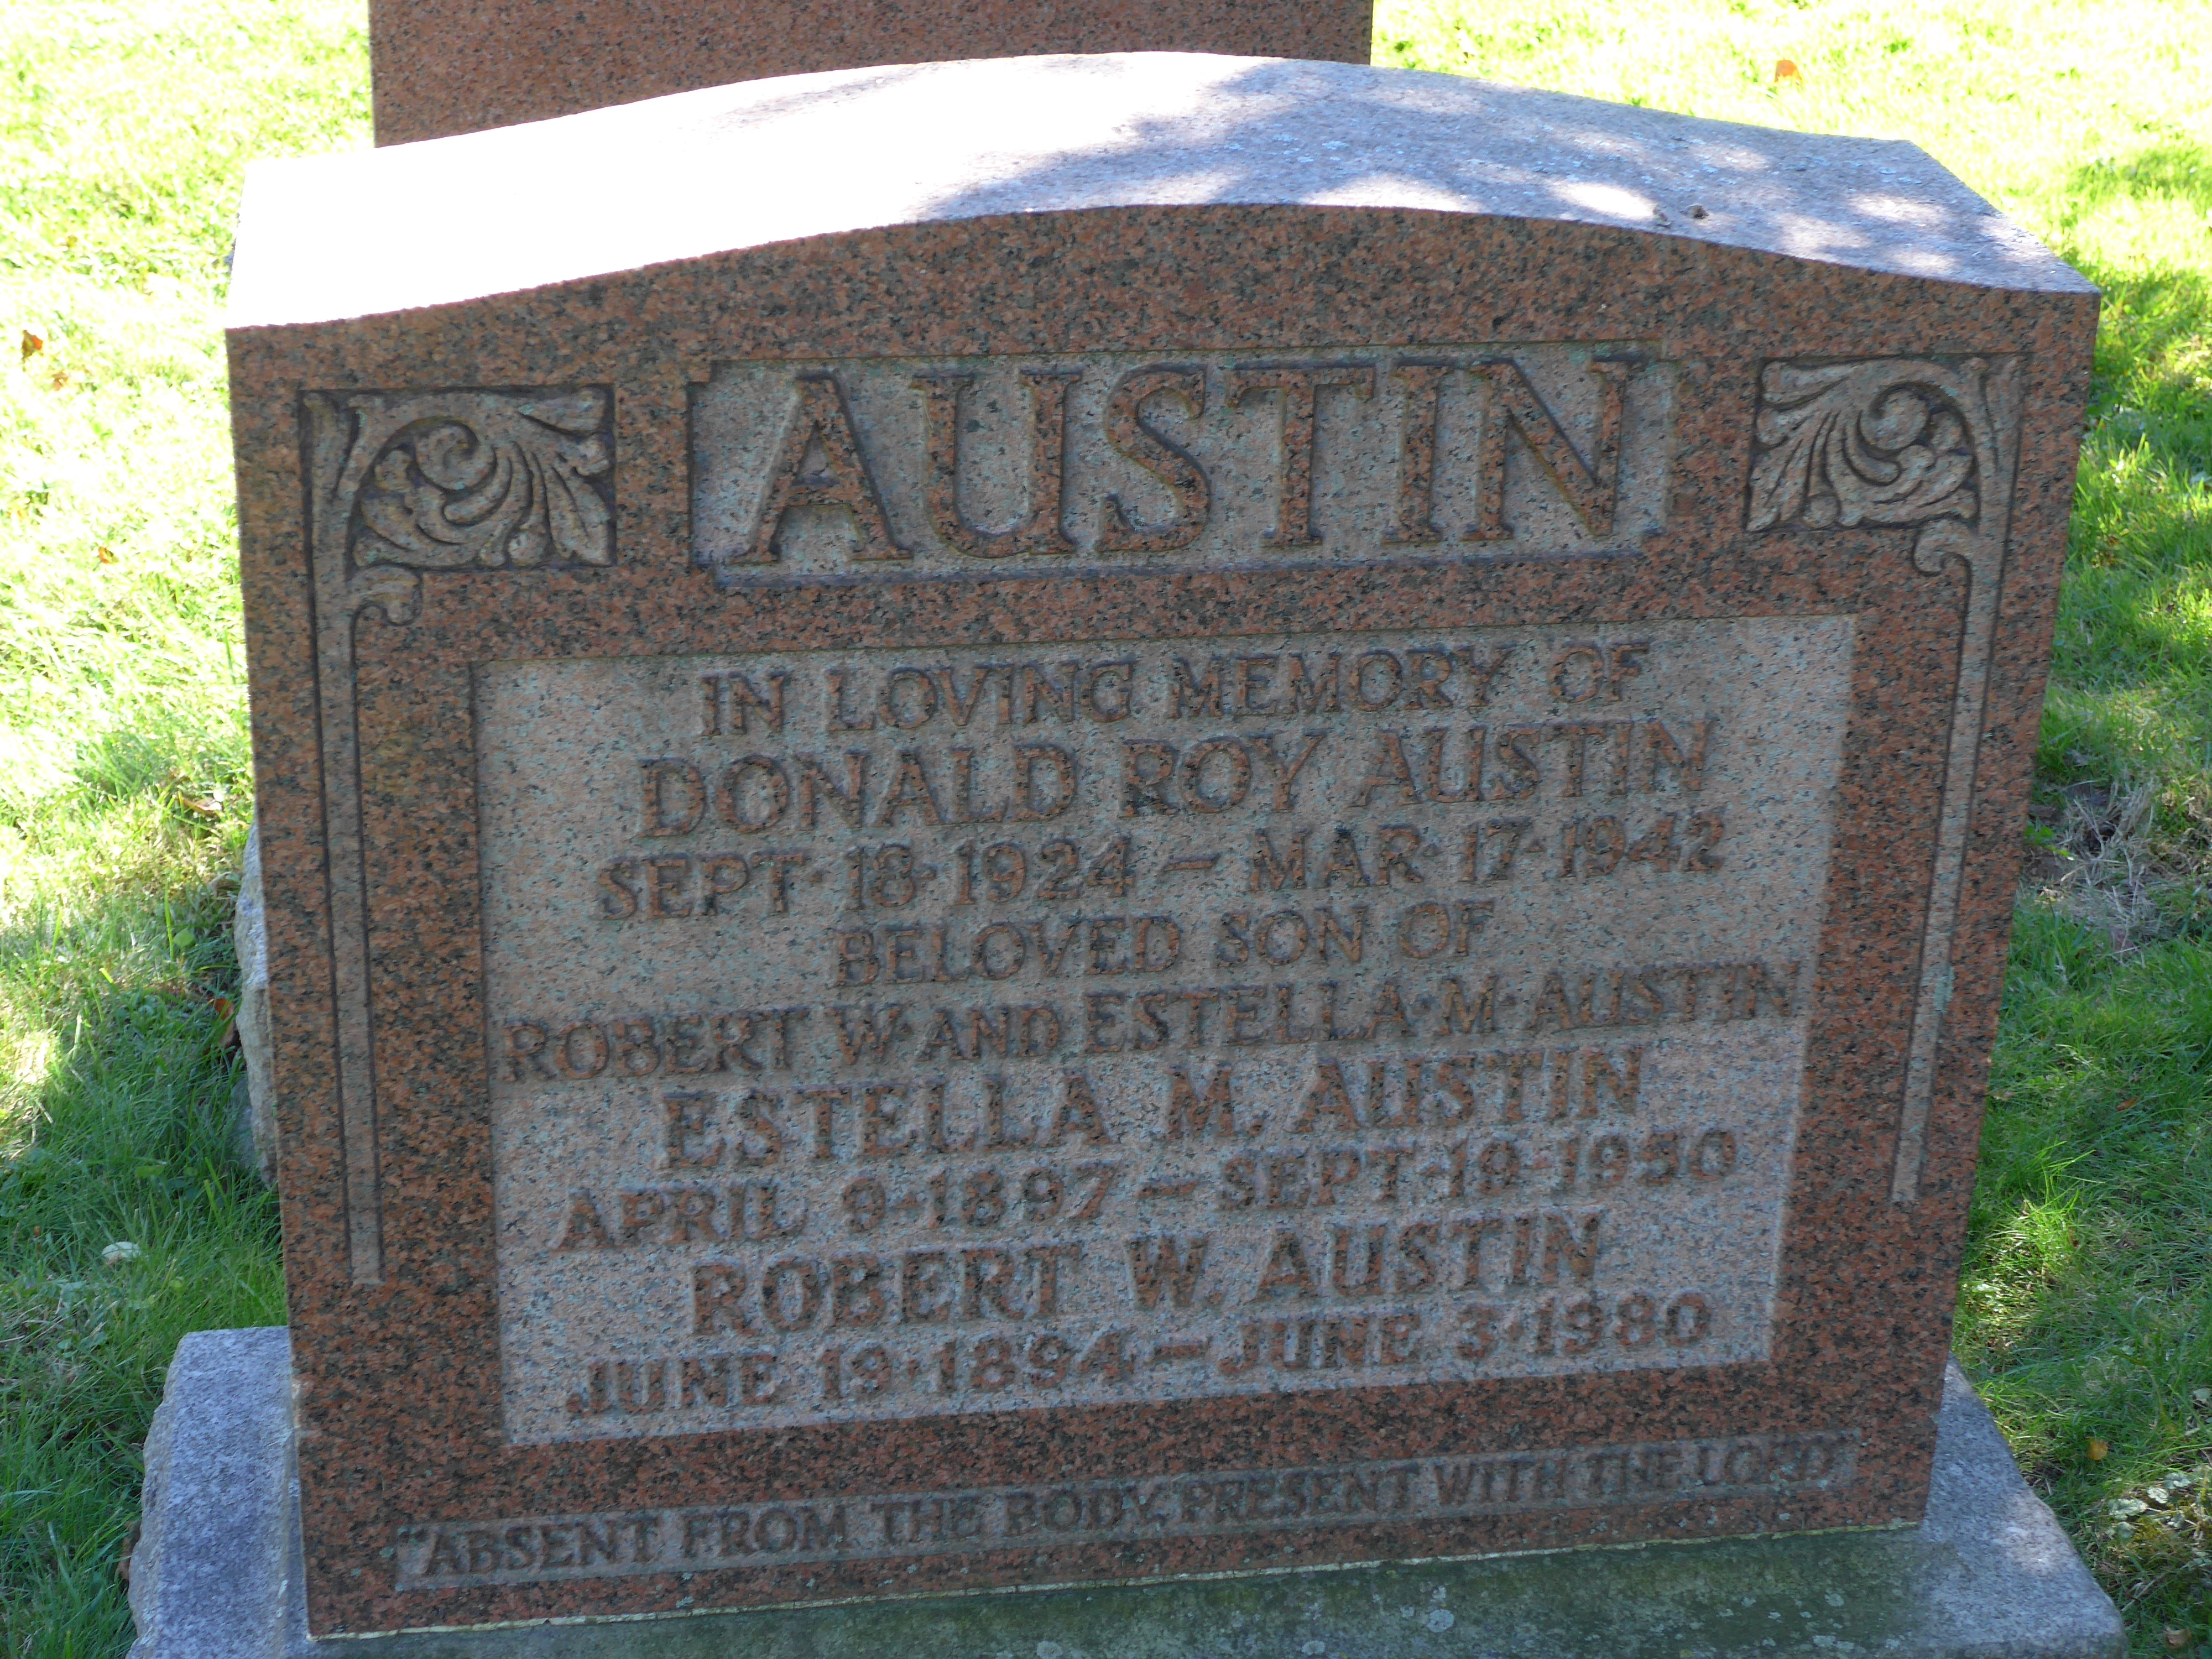 AUSTIN
IN LOVING MEMORY OF
DONALD ROY AUSTIN
SEPT· 18·1924 — MAR· 17·1942
BELOVED SON OF
ROBERT W· AND ESTELLA·M· AUSTIN
ESTELLA M. AUSTIN
APRIL 9·1897 — SEPT·19·1950
ROBERT W. AUSTIN
JUNE 19·1894 — JUNE 3·1980
"ABSENT FROM THE BODY, PRESENT WITH THE LORD"